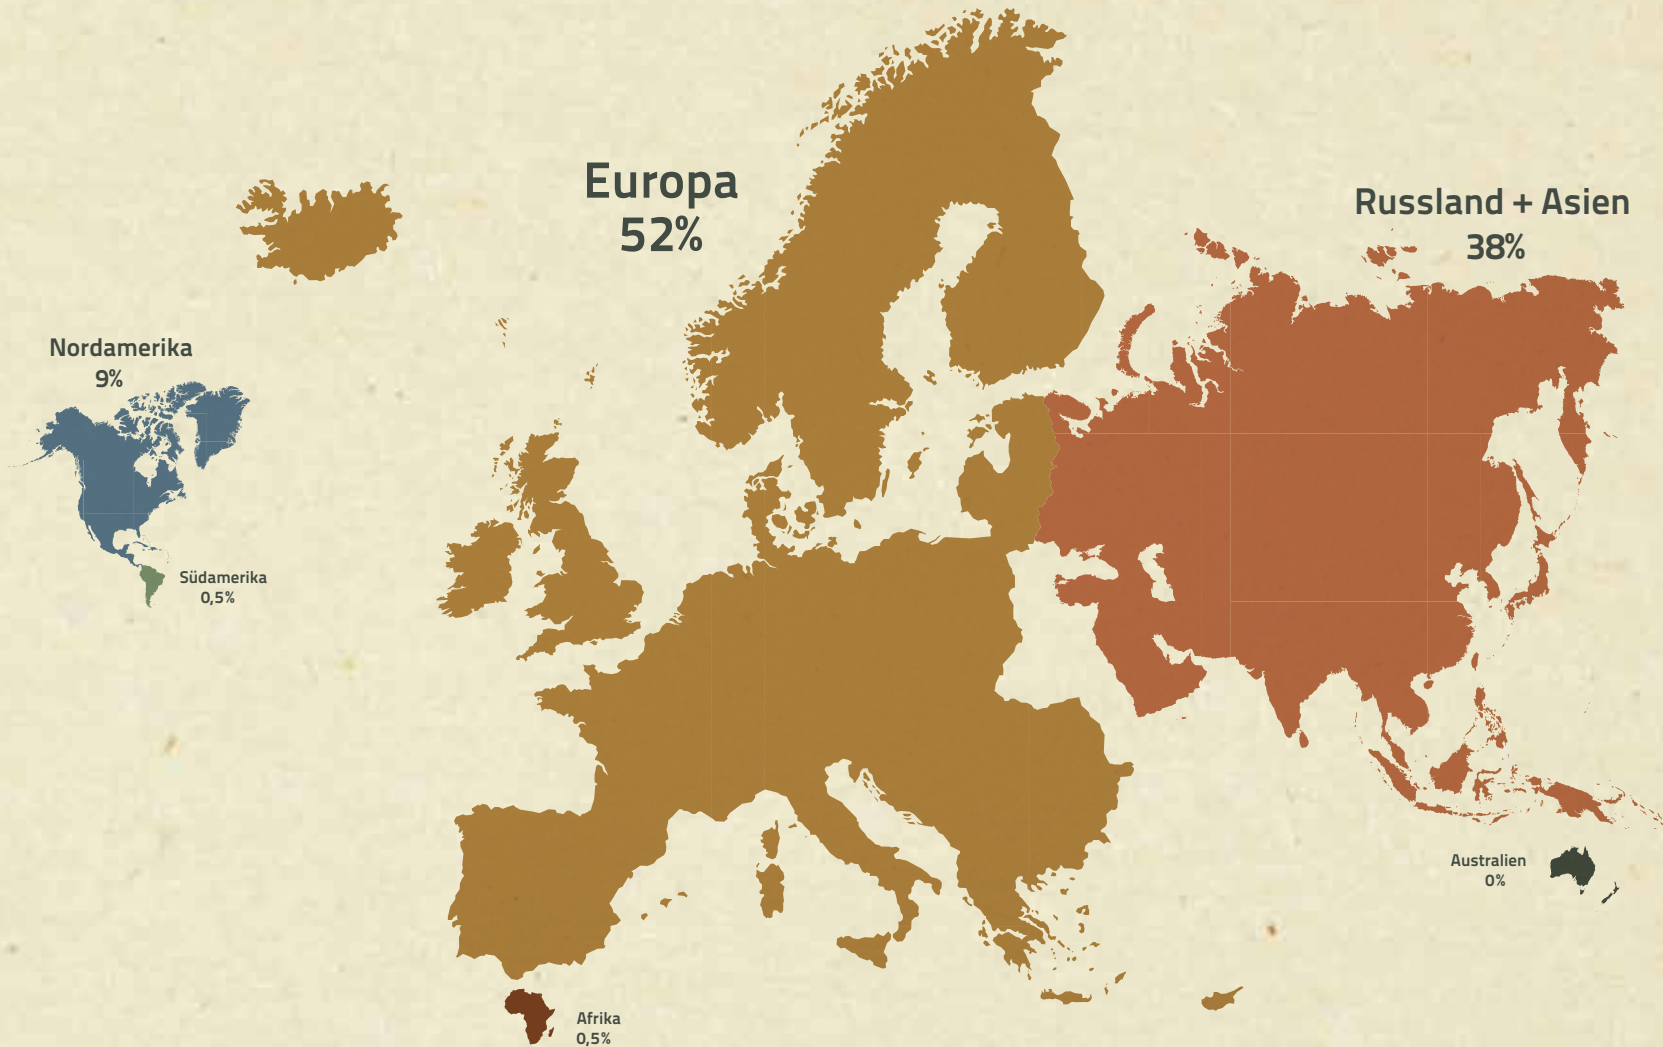 Europa
52%
Russland + Asien
38%
Nordamerika
9%
Südamerika
0,5%
Australien
0%
Afrika
0,5%